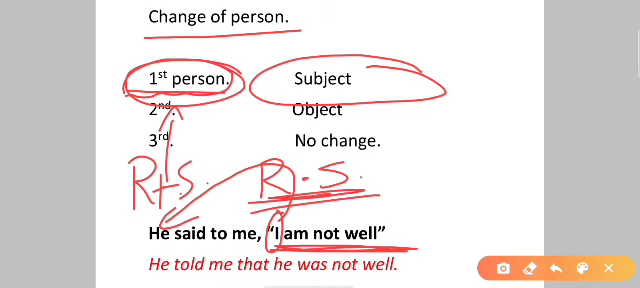 Change of person.
1st person. Subject
2nd. Object
3rd. No change.
R+S. R.S.
He said to me, “I am not well”
He told me that he was not well.